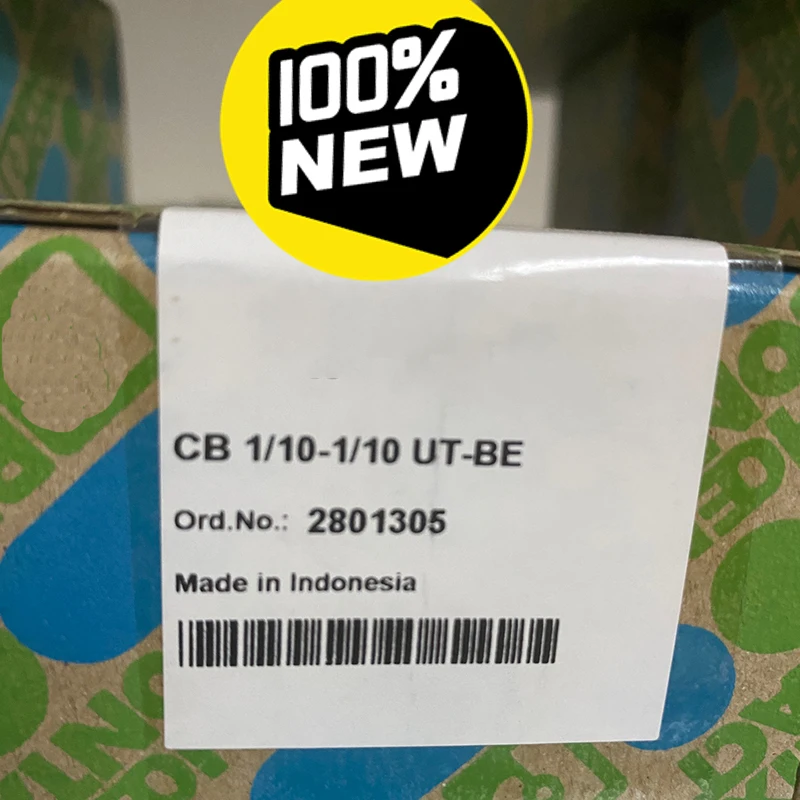 100%
NEW
CB 1/10-1/10 UT-BE
Ord.No.: 2801305
Made in Indonesia